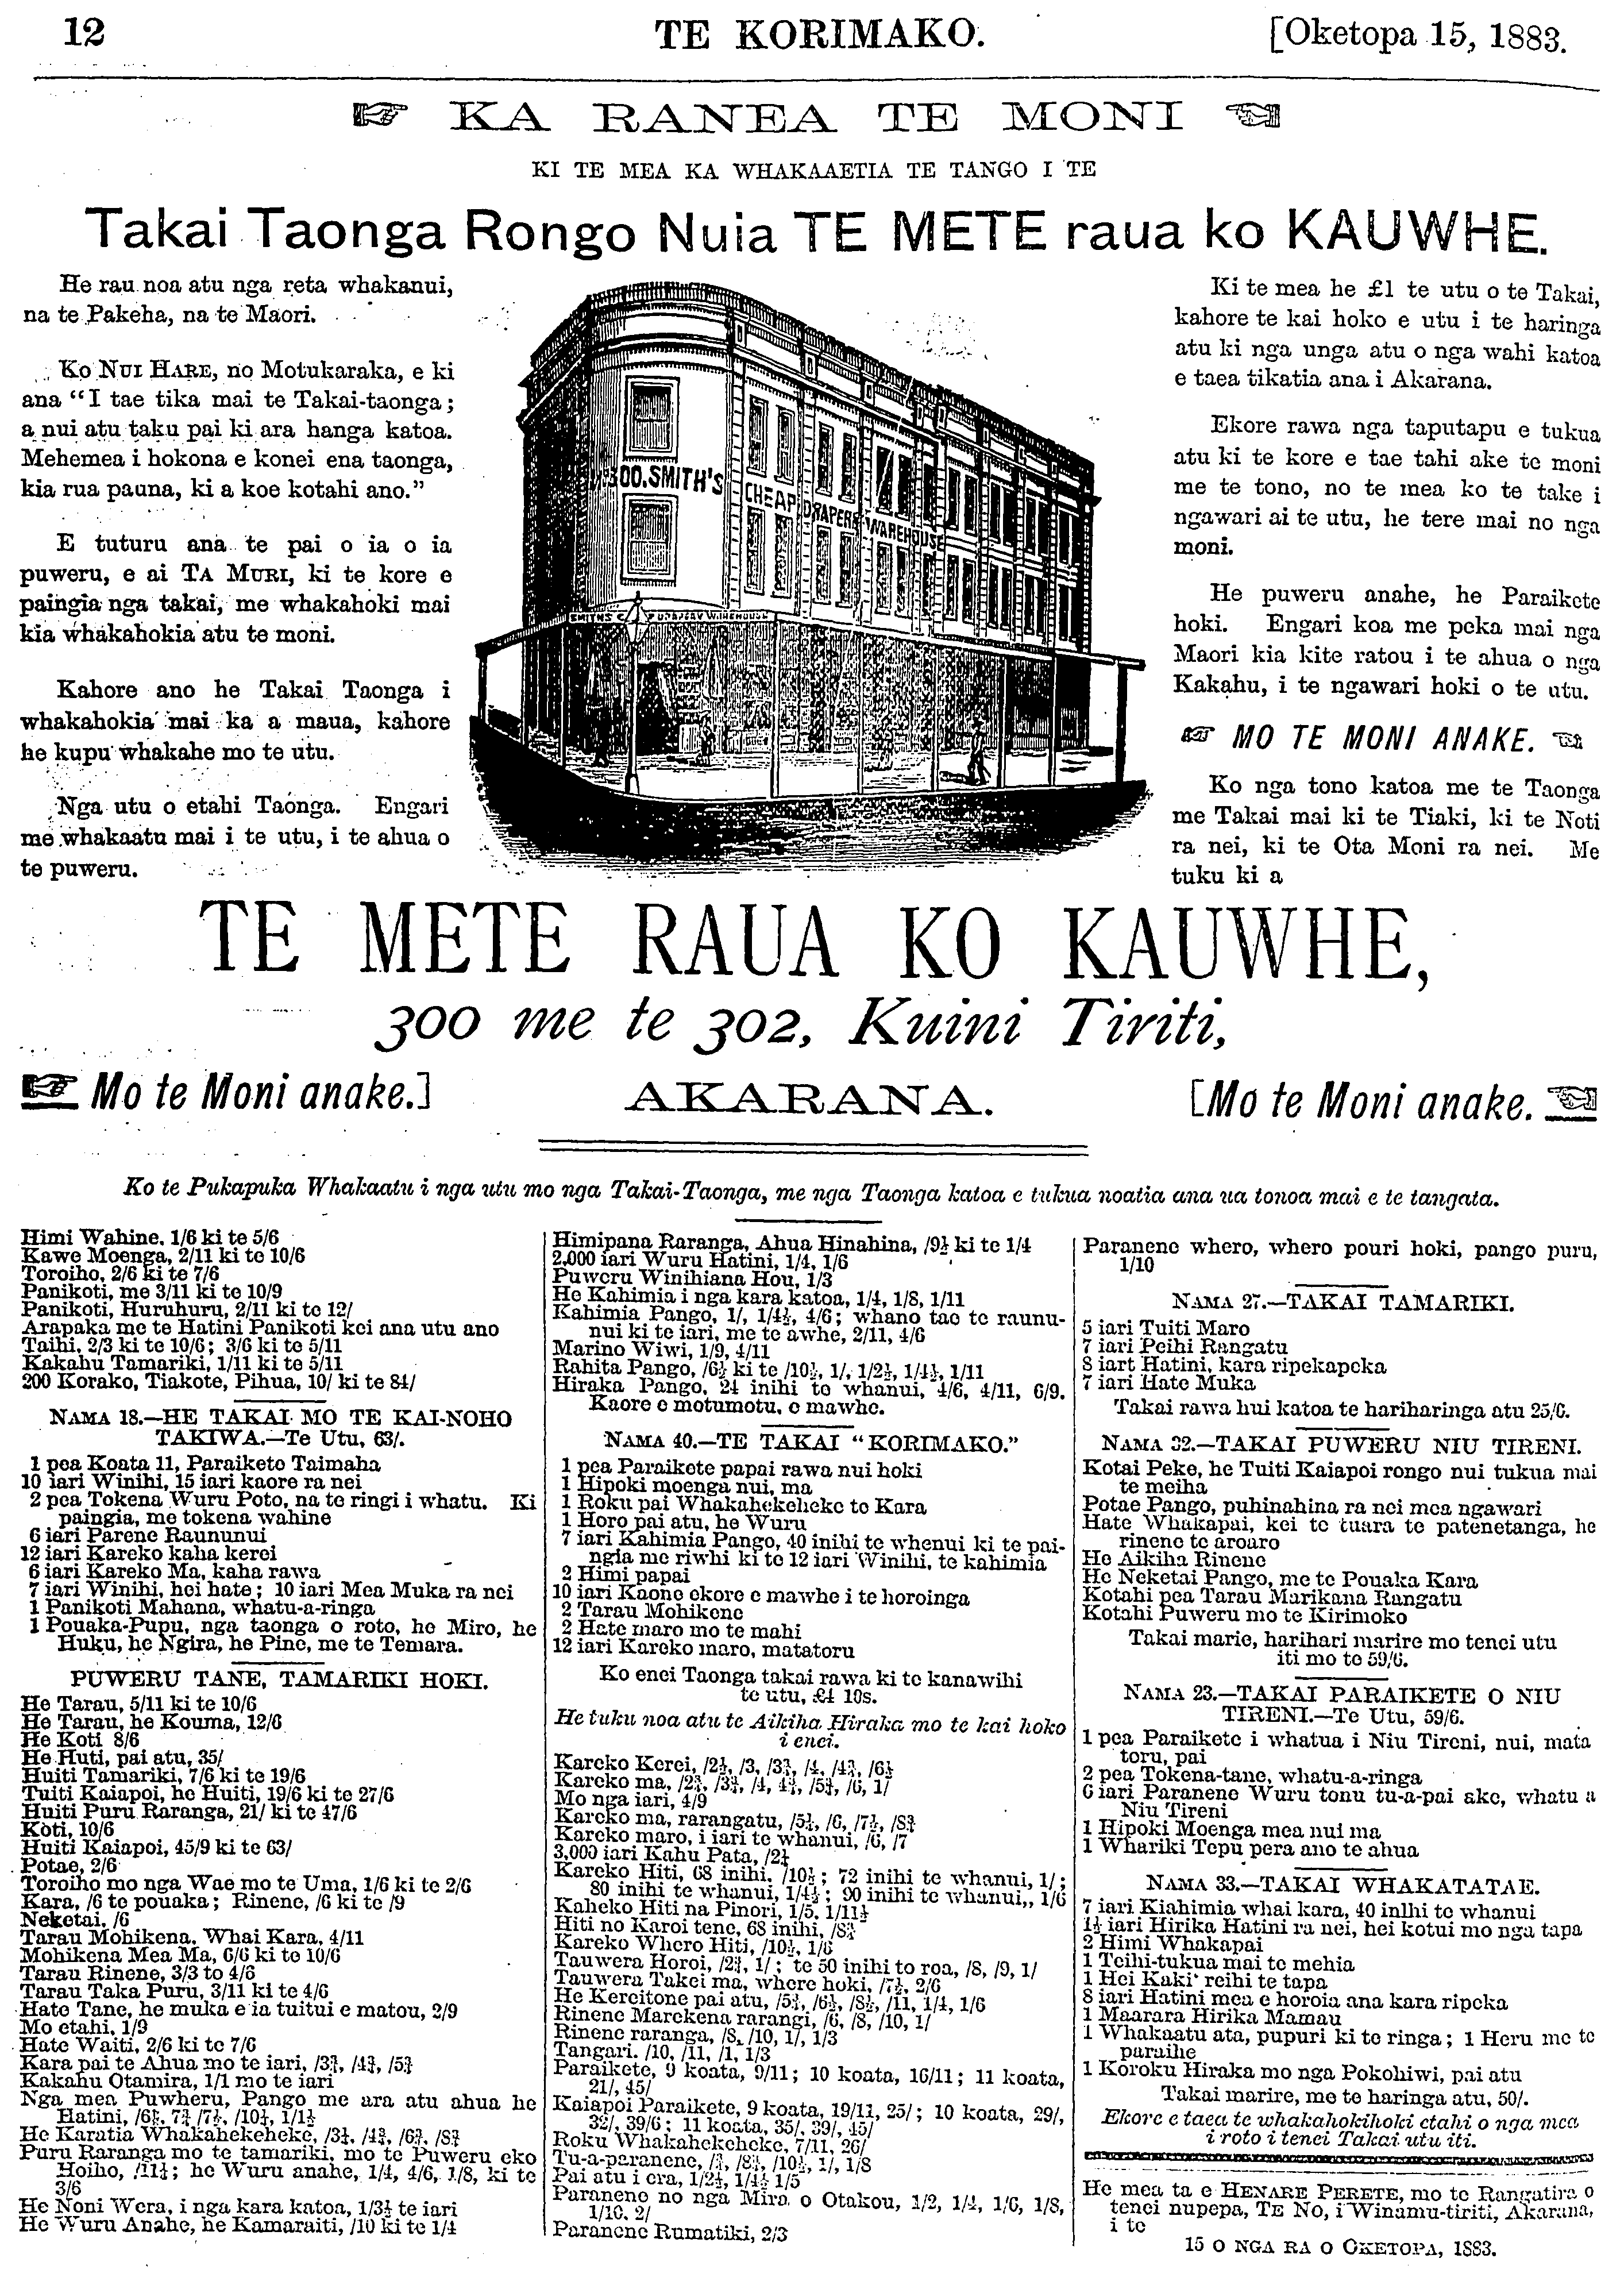 12
TE KORIMAKO.
[Oketopa 15, 1883.
KA RANEA TE MONI
KI TE MEA KA WHAKAAETIA TE TANGO I TE
Takai Taonga Rongo Nuia TE METE raua ko KAUWHE.
He rau noa atu nga reta whakanui,
na te Pakeha, na te Maori.
Ko NUI HARE, no Motukaraka, e ki
ana "I tae tika mai te Takai-taonga;
a nui atu taku pai ki ara hanga katoa.
Mehemea i hokona e konei ena taonga,
kia rua pauna, ki a koe kotahi ano."
E tuturu ana te pai o ia o ia
puweru, e ai TA MURI, ki te kore e
paingia nga takai, me whakahoki mai
kia whakahokia atu te moni.
Kahore ano he Takai Taonga i
whakahokia mai ka a maua, kahore
he kupu whakahe mo te utu.
Nga utu o etahi Taonga. Engari
me whakaatu mai i te utu, i te ahua o
te puweru.
300. SMITH'S
CHEAP DRAPERY WAREHOUSE
Ki te mea he £1 te utu o te Takai,
kahore te kai hoko e utu i te haringa
atu ki nga unga atu o nga wahi katoa
e taea tikatia ana i Akarana.
Ekore rawa nga taputapu e tukua
atu ki te kore e tae tahi ake te moni
me te tono, no te mea ko te take i
ngawari ai te utu, he tere mai no nga
moni.
He puweru anahe, he Paraikete
hoki. Engari koa me peka mai nga
Maori kia kite ratou i te ahua o nga
Kakahu, i te ngawari hoki o te utu.
MO TE MONI ANAKE.
Ko nga tono katoa me te Taonga
me Takai mai ki te Tiaki, ki te Noti
ra nei, ki te Ota Moni ra nei. Me
tuku ki a
TE METE RAUA KO KAUWHE,
300 me te 302, Kuini Tiriti,
Mo te Moni anake.]
AKARANA.
[Mo te Moni anake.
Ko te Pukapuka Whakaatu i nga utu mo nga Takai-Taonga, me nga Taonga katoa e tukua noatia ana ua tonoa mai e te tangata.
Himi Wahine, 1/6 ki te 5/6
Kawe Moenga, 2/11 ki te 10/6
Toroiho, 2/6 ki te 7/6
Panikoti, me 3/11 ki te 10/9
Panikoti, Huruhuru, 2/11 ki te 12/
Arapaka me te Hatini Panikoti kei ana utu ano
Taihi, 2/3 ki te 10/6; 3/6 ki te 5/11
Kakahu Tamariki, 1/11 ki te 5/11
200 Korako, Tiakote, Pihua, 10/ ki te 84/
NAMA 18.—HE TAKAI MO TE KAI-NOHO
TAKIWA.—Te Utu, 63/.
1 pea Koata 11, Paraikete Taimaha
10 iari Winihi, 15 iari kaore ra nei
2 pea Tokena Wuru Poto, na te ringi i whatu. Ki
paingia, me tokena wahine
6 iari Parene Raununui
12 iari Kareko kaha kerei
6 iari Kareko Ma, kaha rawa
7 iari Winihi, hei hate; 10 iari Mea Muka ra nei
1 Panikoti Mahana, whatu-a-ringa
1 Pouaka-Pupu, nga taonga o roto, he Miro, he
Huku, he Ngira, he Pine, me te Temara.
PUWERU TANE, TAMARIKI HOKI.
He Tarau, 5/11 ki te 10/6
He Tarau, he Kouma, 12/6
He Koti 8/6
He Huti, pai atu, 35/
Huiti Tamariki, 7/6 ki te 19/6
Tuiti Kaiapoi, he Huiti, 19/6 ki te 27/6
Huiti Puru Raranga, 21/ ki te 47/6
Koti, 10/6
Huiti Kaiapoi, 45/9 ki te 63/
Potae, 2/6
Toroiho mo nga Wae mo te Uma, 1/6 ki te 2/6
Kara, /6 te pouaka; Rinene, /6 ki te /9
Neketai, /6
Tarau Mohikena, Whai Kara, 4/11
Mohikena Mea Ma, 6/6 ki te 10/6
Tarau Rinene, 3/3 to 4/6
Tarau Taka Puru, 3/11 ki te 4/6
Hate Tane, he muka e ia tuitui e matou, 2/9
Mo etahi, 1/9
Hate Waiti, 2/6 ki te 7/6
Kara pai te Ahua mo te iari, /3¾, /4¾, /5¾
Kakahu Otamira, 1/1 mo te iari
Nga mea Puwheru, Pango me ara atu ahua he
Hatini, /10½, 1/1½
He Karatia Whakahekeheke, /4¾, /6¾, /8¾
Puru Raranga mo te tamariki, mo te Puweru eko
Hoiho, /11½; he Wuru anahe, 1/4, 4/6, 1/8, ki te
3/6
He Noni Wera, i nga kara katoa, 1/3½ te iari
He Wuru Anahe, he Kamaraiti, /10 ki te 1/4
Himipana Raranga, Ahua Hinahina, /9½ ki te 1/4
2,000 iari Wuru Hatini, 1/4, 1/6
Puweru Winihiana Hou, 1/3
He Kahimia i nga kara katoa, 1/4, 1/8, 1/11
Kahimia Pango, 1/, 1/4½, 4/6; whano tae te raunu-
nui ki te iari, me te awhe, 2/11, 4/6
Marino Wiwi, 1/9, 4/11
Rahita Pango, /6½ ki te /10½, 1/, 1/2½, 1/4½, 1/11
Hiraka Pango, 24 inihi te whanui, 4/6, 4/11, 6/9.
Kaore e motumotu, e mawhe.
NAMA 40.—TE TAKAI "KORIMAKO."
1 pea Paraikete papai rawa nui hoki
1 Hipoki moenga nui, ma
1 Roku pai Whakahekeheke te Kara
1 Horo pai atu, he Wuru
7 iari Kahimia Pango, 40 inihi te whenui ki te pai-
ngia me riwhi ki te 12 iari Winihi, te kahimia
2 Himi papai
10 iari Kaone ekore e mawhe i te horoinga
2 Tarau Mohikene
2 Hate maro mo te mahi
12 iari Kareko maro, matatoru
Ko enei Taonga takai rawa ki te kanawihi
te utu, £4 10s.
He tuku noa atu te Aikiha Hiraka mo te kai hoko
i enei.
Kareko Kerei, /2½, /3, /3¾, /4, /4¾, /6½
Kareko ma, /2¾, /3¾, /4, 4¾, /5¾, /6, 1/
Mo nga iari, 4/9
Kareko ma, rarangatu, /5½, /6, /7½, /8¾
Kareko maro, i iari te whanui, /6, /7
3,000 iari Kahu Pata, /2½
Kareko Hiti, 68 inihi, /10½; 72 inihi te whanui, 1/;
80 inihi te whanui, 1/4½; 90 inihi te whanui,, 1/6
Kaheko Hiti na Pinori, 1/5. 1/11½
Hiti no Karoi tene, 68 inihi, /8¾
Kareko Whero Hiti, /10½, 1/6
Tauwera Horoi, /2¾, 1/; te 50 inihi to roa, /8, /9, 1/
Tauwera Takei ma, where hoki, /7½, 2/6
He Kereitone pai atu, /5¾, /6½, /8½, /11, 1/4, 1/6
Rinene Marekena rarangi, /6, /8, /10, 1/
Rinene raranga, /8, /10, 1/, 1/3
Tangari. /10, /11, /1, 1/3
Paraikete, 9 koata, 9/11; 10 koata, 16/11; 11 koata,
21/, 45/
Kaiapoi Paraikete, 9 koata, 19/11, 25/; 10 koata, 29/,
32/, 39/6; 11 koata, 35/, 39/, 45/
Roku Whakahekeheke, 7/11, 26/
Tu-a-paranene, /8¾, /10½, 1/, 1/8
Pai atu i era, 1/2½, 1/4½ 1/5
Paranene no nga Mira o Otakou, 1/2, 1/4, 1/6, 1/8,
1/10. 2/
Paranene Rumatiki, 2/3
Paranene whero, whero pouri hoki, pango puru,
1/10
NAMA 27.—TAKAI TAMARIKI.
5 iari Tuiti Maro
7 iari Peihi Rangatu
8 iart Hatini, kara ripekapeka
7 iari Hate Muka
Takai rawa hui katoa te hariharinga atu 25/6.
NAMA 32.—TAKAI PUWERU NIU TIRENI.
Kotai Peke, he Tuiti Kaiapoi rongo nui tukua mai
te meiha
Potae Pango, puhinahina ra nei mea ngawari
Hate Whakapai, kei te tuara te patenetanga, he
rinene te aroaro
He Aikiha Rinene
He Neketai Pango, me te Pouaka Kara
Kotahi pea Tarau Marikana Rangatu
Kotahi Puweru mo te Kirimoko
Takai marie, harihari marire mo tenei utu
iti mo te 59/6.
NAMA 23.—TAKAI PARAIKETE O NIU
TIRENI.—Te Utu, 59/6.
1 pea Paraikete i whatua i Niu Tireni, nui, mata
toru, pai
2 pea Tokena-tane, whatu-a-ringa
6 iari Paranene Wuru tonu tu-a-pai ake, whatu a
Niu Tireni
1 Hipoki Moenga mea nui ma
1 Whariki Tepu pera ano te ahua
NAMA 33.—TAKAI WHAKATATAE.
7 iari Kiahimia whai kara, 40 inihi te whanui
1½ iari Hirika Hatini ra nei, hei kotui mo nga tapa
2 Himi Whakapai
1 Teihi-tukua mai te mehia
1 Hei Kaki reihi te tapa
8 iari Hatini mea e horoia ana kara ripeka
1 Maarara Hirika Mamau
1 Whakaatu ata, pupuri ki te ringa; 1 Heru me te
paraihe
1 Koroku Hiraka mo nga Pokohiwi, pai atu
Takai marire, me te haringa atu, 50/.
Ekore e taea te whakahokihoki etahi o nga mea
i roto i tenei Takai utu iti.
He mea ta e HENARE PERETE, mo te Rangatira o
tenei nupepa, TE NO, i Winamu-tiriti, Akarana,
i te
15 O NGA RA O OKETOPA, 1883.